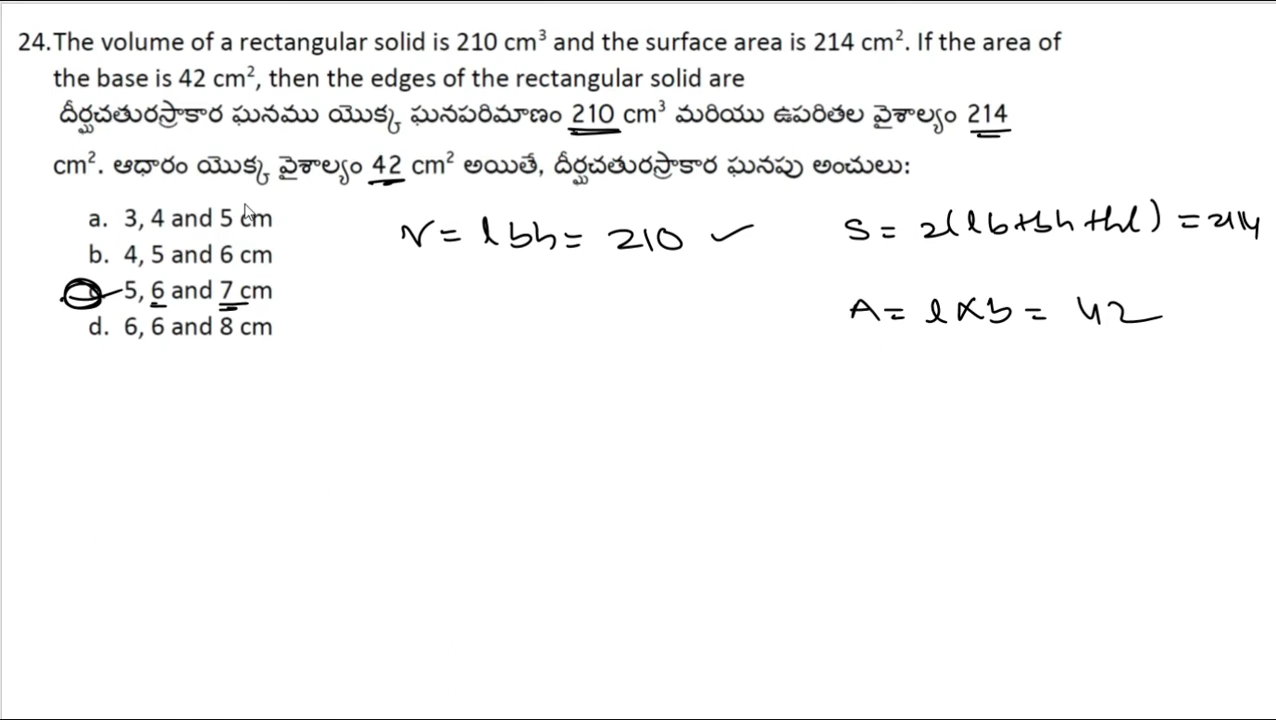 24.The volume of a rectangular solid is 210 cm³ and the surface area is 214 cm². If the area of
the base is 42 cm², then the edges of the rectangular solid are
దీర్ఘచతురస్రాకార ఘనము యొక్క ఘనపరిమాణం 210 cm³ మరియు ఉపరితల వైశాల్యం 214
cm². ఆధారం యొక్క వైశాల్యం 42 cm² అయితే, దీర్ఘచతురస్రాకార ఘనపు అంచులు:
a. 3, 4 and 5 cm
b. 4, 5 and 6 cm
5, 6 and 7 cm
d. 6, 6 and 8 cm
V = lbh = 210 ✓
S = 2(lb+bh+hl) = 214
A = l×b = 42